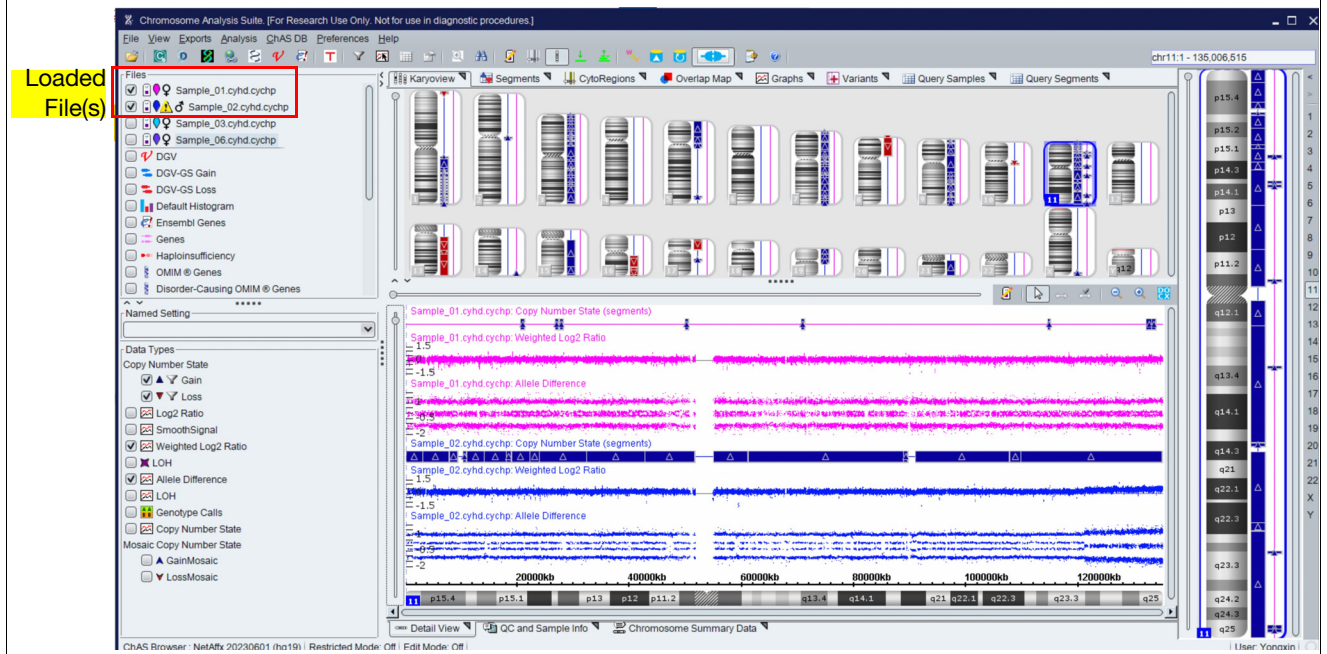 Chromosome Analysis Suite. [For Research Use Only. Not for use in diagnostic procedures.]
File View Exports Analysis ChAS DB Preferences Help
chr11:1 - 135,006,515
Loaded
File(s)
Files
Sample_01.cyhd.cychp
Sample_02.cyhd.cychp
Sample_03.cyhd.cychp
Sample_06.cyhd.cychp
DGV
DGV-GS Gain
DGV-GS Loss
Default Histogram
Ensembl Genes
Genes
Haploinsufficiency
OMIM ® Genes
Disorder-Causing OMIM ® Genes
Named Setting
Data Types
Copy Number State
Gain
Loss
Log2 Ratio
SmoothSignal
Weighted Log2 Ratio
LOH
Allele Difference
LOH
Genotype Calls
Copy Number State
Mosaic Copy Number State
GainMosaic
LossMosaic
Karyoview Segments CytoRegions Overlap Map Graphs Variants Query Samples Query Segments
11
q12
Sample_01.cyhd.cychp: Copy Number State (segments)
Sample_01.cyhd.cychp: Weighted Log2 Ratio
1.5
-1.5
Sample_01.cyhd.cychp: Allele Difference
-0.5
-2
Sample_02.cyhd.cychp: Copy Number State (segments)
Sample_02.cyhd.cychp: Weighted Log2 Ratio
1.5
-1.5
Sample_02.cyhd.cychp: Allele Difference
-0.5
-2
20000kb 40000kb 60000kb 80000kb 100000kb 120000kb
11 p15.4 p15.1 p13 p12 p11.2 q13.4 q14.1 q21 q22.1 q22.3 q23.3 q25
Detail View QC and Sample Info Chromosome Summary Data
p15.4
p15.2
p15.1
p14.3
p14.1
p13
p12
p11.2
q12.1
q13.4
q14.1
q14.3
q21
q22.1
q22.3
q23.3
q24.2
q24.3
q25
11
<
>
1
2
3
4
5
6
7
8
9
10
11
12
13
14
15
16
17
18
19
20
21
22
X
Y
ChAS Browser : NetAffx 20230601 (hg19) Restricted Mode: Off Edit Mode: Off User: Yongxin